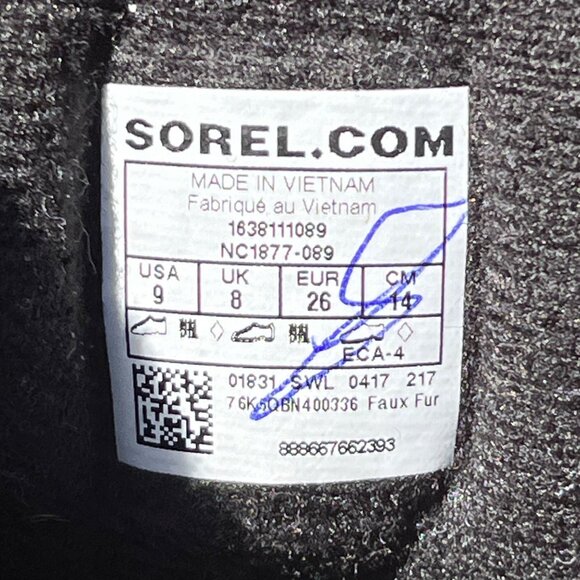 SOREL.COM
MADE IN VIETNAM
Fabriqué au Vietnam
1638111089
NC1877-089
USA UK EUR CM
9 8 26 14
ECA-4
01831 SWL 0417 217
76K5QBN400336 Faux Fur
888667662393